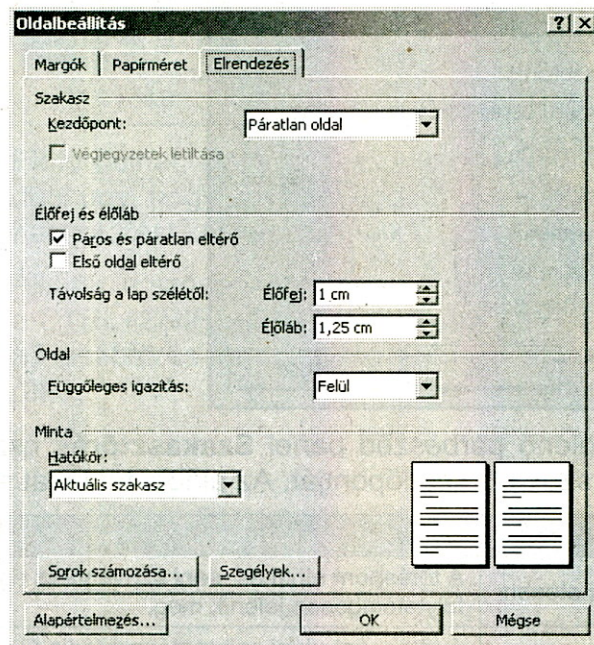 Oldalbeállítás
Margók Papírméret Elrendezés
Szakasz
Kezdőpont: Páratlan oldal
Végjegyzetek letiltása
Élőfej és élőláb
Páros és páratlan eltérő
Első oldal eltérő
Távolság a lap szélétől: Élőfej: 1 cm
Élőláb: 1,25 cm
Oldal
Függőleges igazítás: Felül
Minta
Hatókör:
Aktuális szakasz
Sorok számozása... Szegélyek...
Alapértelmezés... OK Mégse